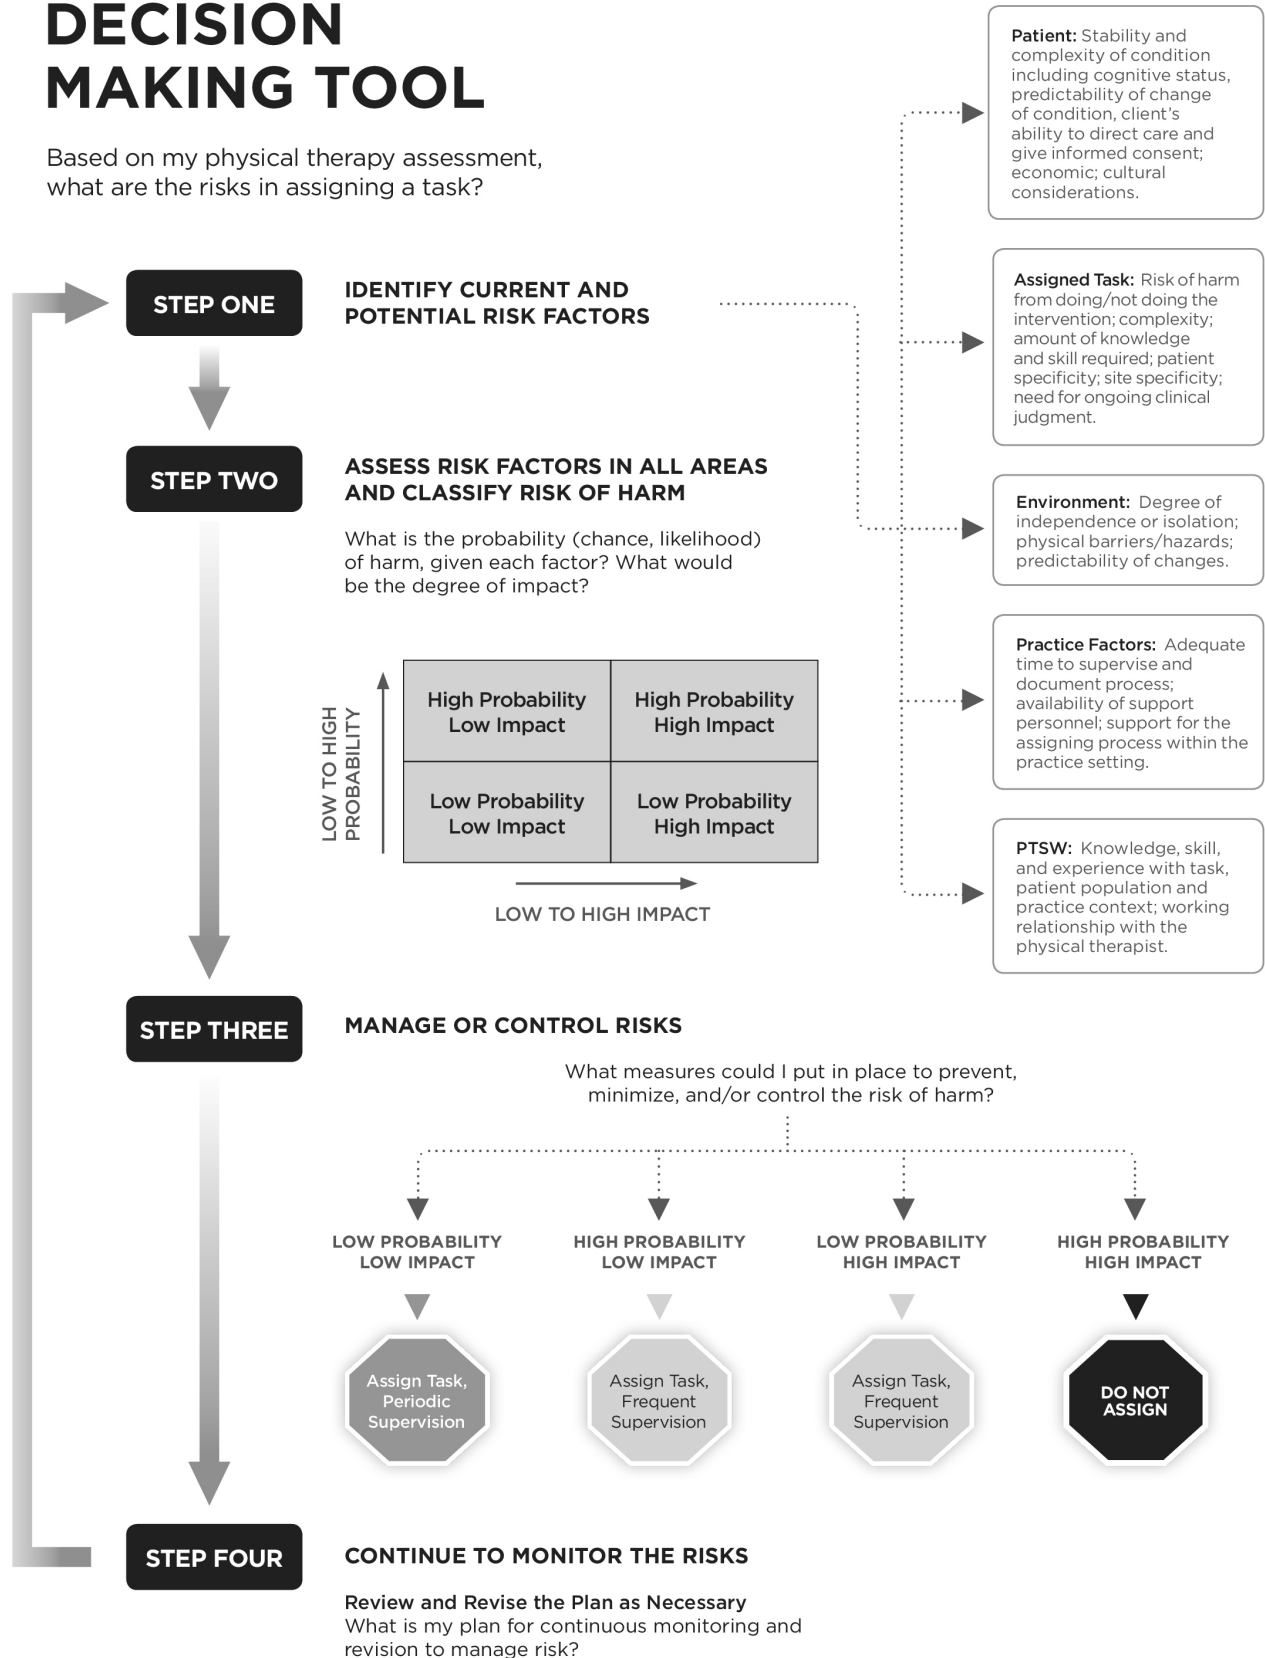 DECISION
MAKING TOOL
Based on my physical therapy assessment,
what are the risks in assigning a task?
STEP ONE
IDENTIFY CURRENT AND
POTENTIAL RISK FACTORS
Patient: Stability and
complexity of condition
including cognitive status,
predictability of change
of condition, client’s
ability to direct care and
give informed consent;
economic; cultural
considerations.
Assigned Task: Risk of harm
from doing/not doing the
intervention; complexity;
amount of knowledge
and skill required; patient
specificity; site specificity;
need for ongoing clinical
judgment.
Environment: Degree of
independence or isolation;
physical barriers/hazards;
predictability of changes.
Practice Factors: Adequate
time to supervise and
document process;
availability of support
personnel; support for the
assigning process within the
practice setting.
PTSW: Knowledge, skill,
and experience with task,
patient population and
practice context; working
relationship with the
physical therapist.
STEP TWO
ASSESS RISK FACTORS IN ALL AREAS
AND CLASSIFY RISK OF HARM
What is the probability (chance, likelihood)
of harm, given each factor? What would
be the degree of impact?
LOW TO HIGH
PROBABILITY
High Probability
Low Impact
High Probability
High Impact
Low Probability
Low Impact
Low Probability
High Impact
LOW TO HIGH IMPACT
STEP THREE
MANAGE OR CONTROL RISKS
What measures could I put in place to prevent,
minimize, and/or control the risk of harm?
LOW PROBABILITY
LOW IMPACT
HIGH PROBABILITY
LOW IMPACT
LOW PROBABILITY
HIGH IMPACT
HIGH PROBABILITY
HIGH IMPACT
Assign Task,
Periodic
Supervision
Assign Task,
Frequent
Supervision
Assign Task,
Frequent
Supervision
DO NOT
ASSIGN
STEP FOUR
CONTINUE TO MONITOR THE RISKS
Review and Revise the Plan as Necessary
What is my plan for continuous monitoring and
revision to manage risk?